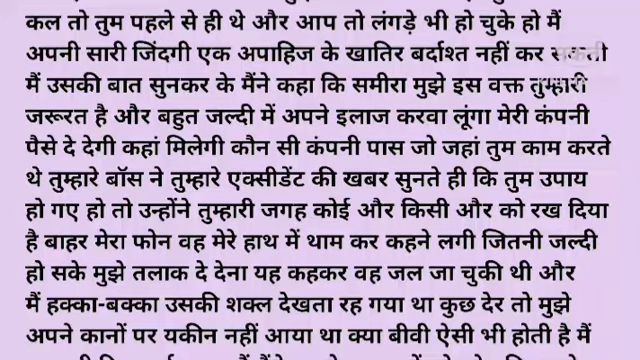 कल तो तुम पहले से ही थे और आप तो लंगड़े भी हो चुके हो मैं
अपनी सारी जिंदगी एक अपाहिज के खातिर बर्दाश्त नहीं कर सकती
मैं उसकी बात सुनकर के मैंने कहा कि समीरा मुझे इस वक्त तुम्हारी
जरूरत है और बहुत जल्दी में अपने इलाज करवा लूंगा मेरी कंपनी
पैसे दे देगी कहां मिलेगी कौन सी कंपनी पास जो जहां तुम काम करते
थे तुम्हारे बॉस ने तुम्हारे एक्सीडेंट की खबर सुनते ही कि तुम उपाय
हो गए हो तो उन्होंने तुम्हारी जगह कोई और किसी और को रख दिया
है बाहर मेरा फोन वह मेरे हाथ में थाम कर कहने लगी जितनी जल्दी
हो सके मुझे तलाक दे देना यह कहकर वह जल जा चुकी थी और
मैं हक्का-बक्का उसकी शक्ल देखता रह गया था कुछ देर तो मुझे
अपने कानों पर यकीन नहीं आया था क्या बीवी ऐसी भी होती है मैं